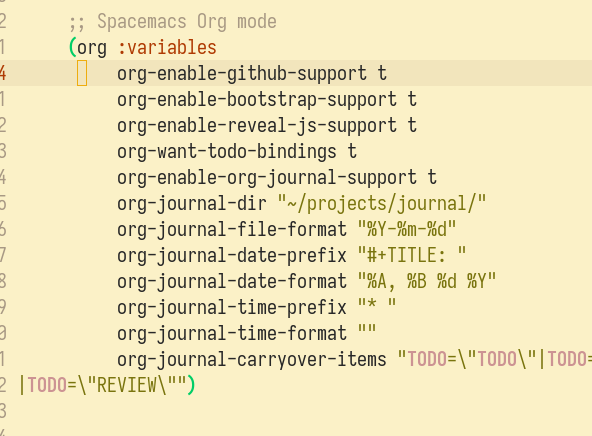 2 ;; Spacemacs Org mode
1 (org :variables
4 org-enable-github-support t
1 org-enable-bootstrap-support t
2 org-enable-reveal-js-support t
3 org-want-todo-bindings t
4 org-enable-org-journal-support t
5 org-journal-dir "~/projects/journal/"
6 org-journal-file-format "%Y-%m-%d"
7 org-journal-date-prefix "#+TITLE: "
8 org-journal-date-format "%A, %B %d %Y"
9 org-journal-time-prefix "* "
0 org-journal-time-format ""
1 org-journal-carryover-items "TODO=\"TODO\"|TODO=
2 |TODO=\"REVIEW\"")
3